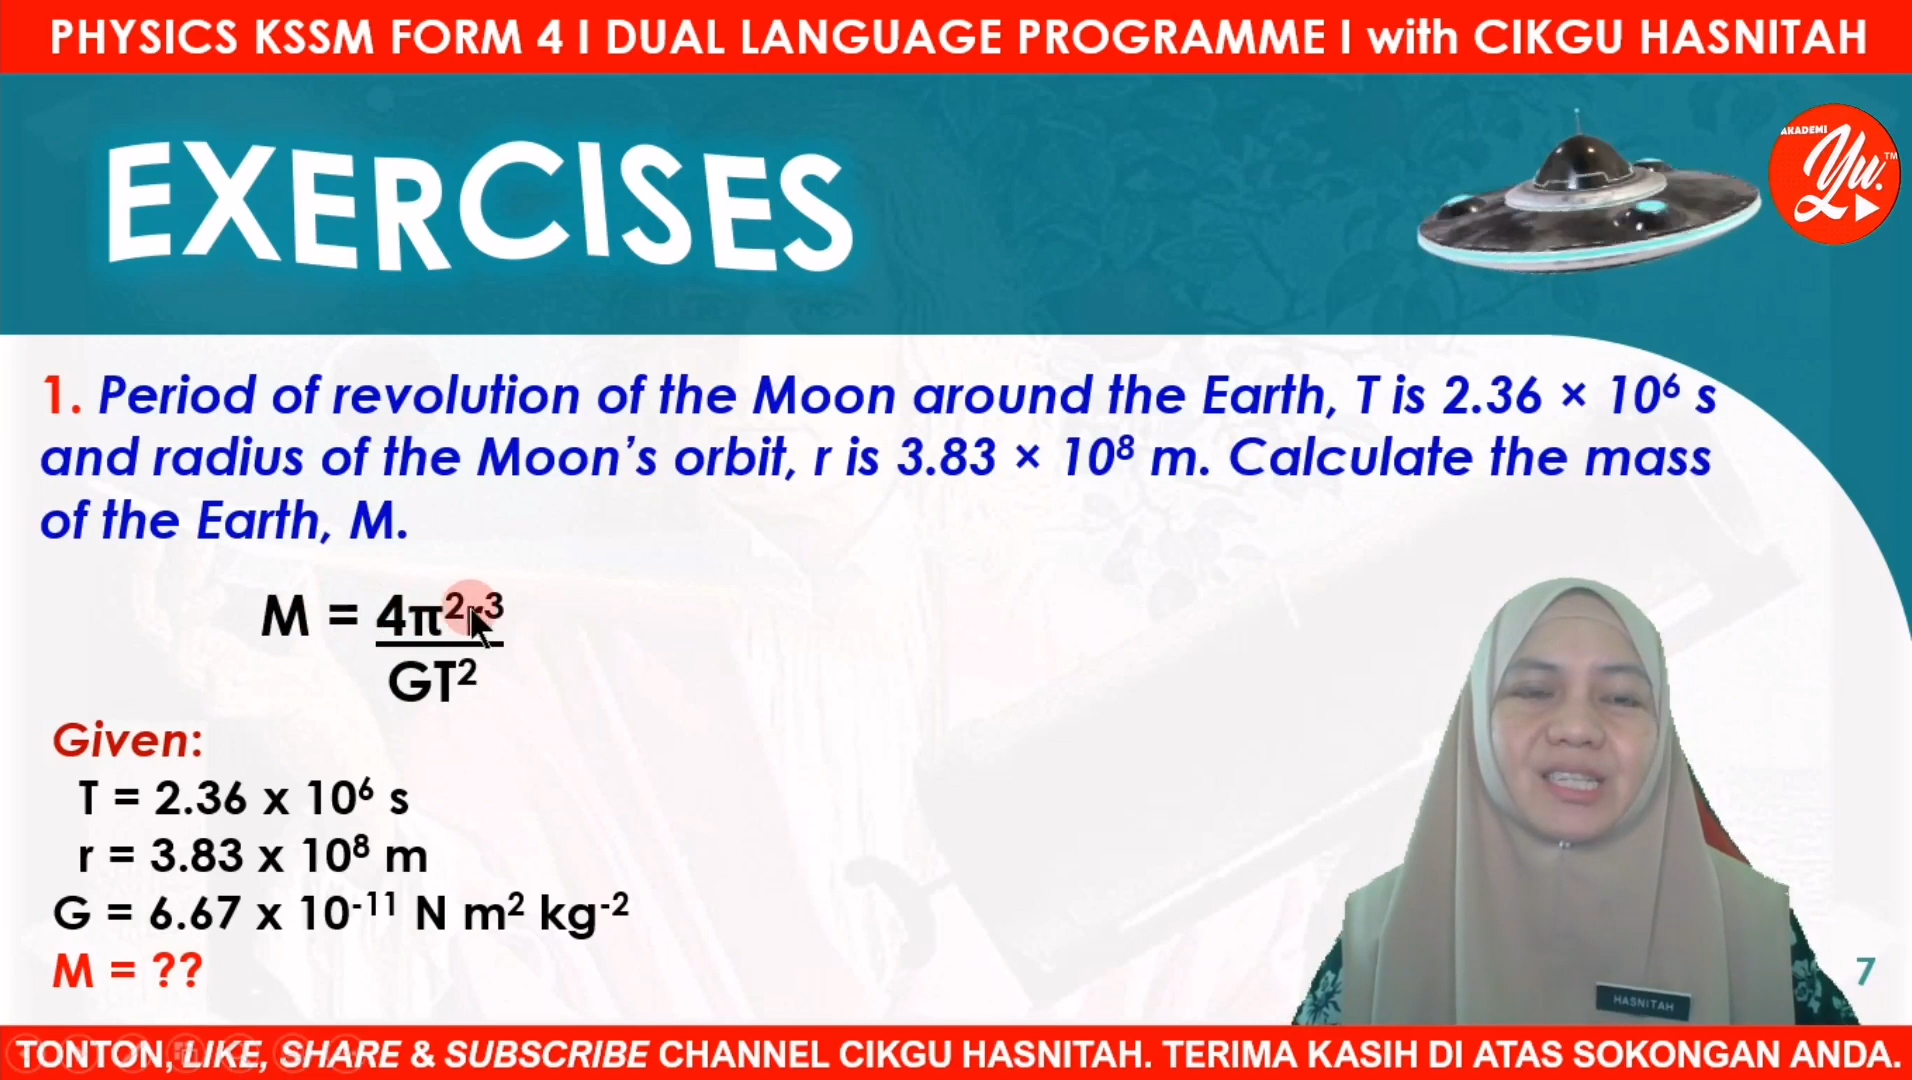 PHYSICS KSSM FORM 4 I DUAL LANGUAGE PROGRAMME I with CIKGU HASNITAH
EXERCISES
AKADEMI
Yu.
TM
1. Period of revolution of the Moon around the Earth, T is 2.36 × 10⁶ s
and radius of the Moon’s orbit, r is 3.83 × 10⁸ m. Calculate the mass
of the Earth, M.
M = 4π²r³
GT²
Given:
T = 2.36 x 10⁶ s
r = 3.83 x 10⁸ m
G = 6.67 x 10⁻¹¹ N m² kg⁻²
M = ??
HASNITAH
7
TONTON, LIKE, SHARE & SUBSCRIBE CHANNEL CIKGU HASNITAH. TERIMA KASIH DI ATAS SOKONGAN ANDA.